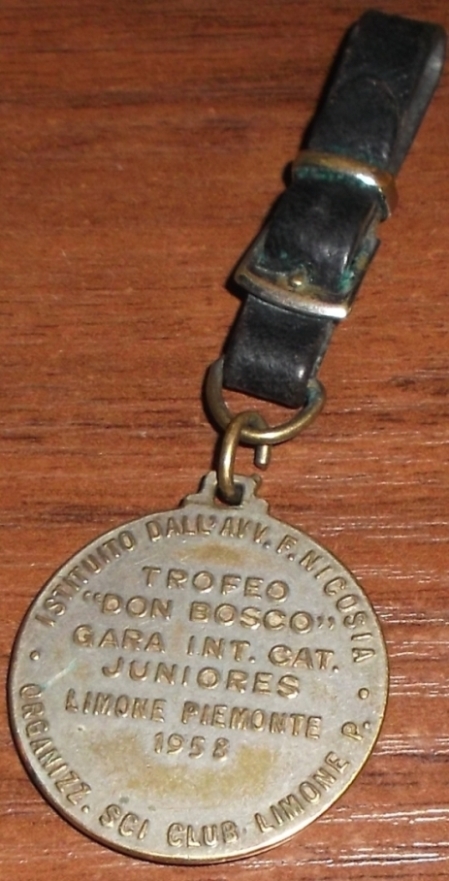 ISTITUITO DALL'AVV. F. NICOSIA
TROFEO
"DON BOSCO"
GARA INT. CAT.
JUNIORES
LIMONE PIEMONTE
1958
ORGANIZZ. SCI CLUB LIMONE P.